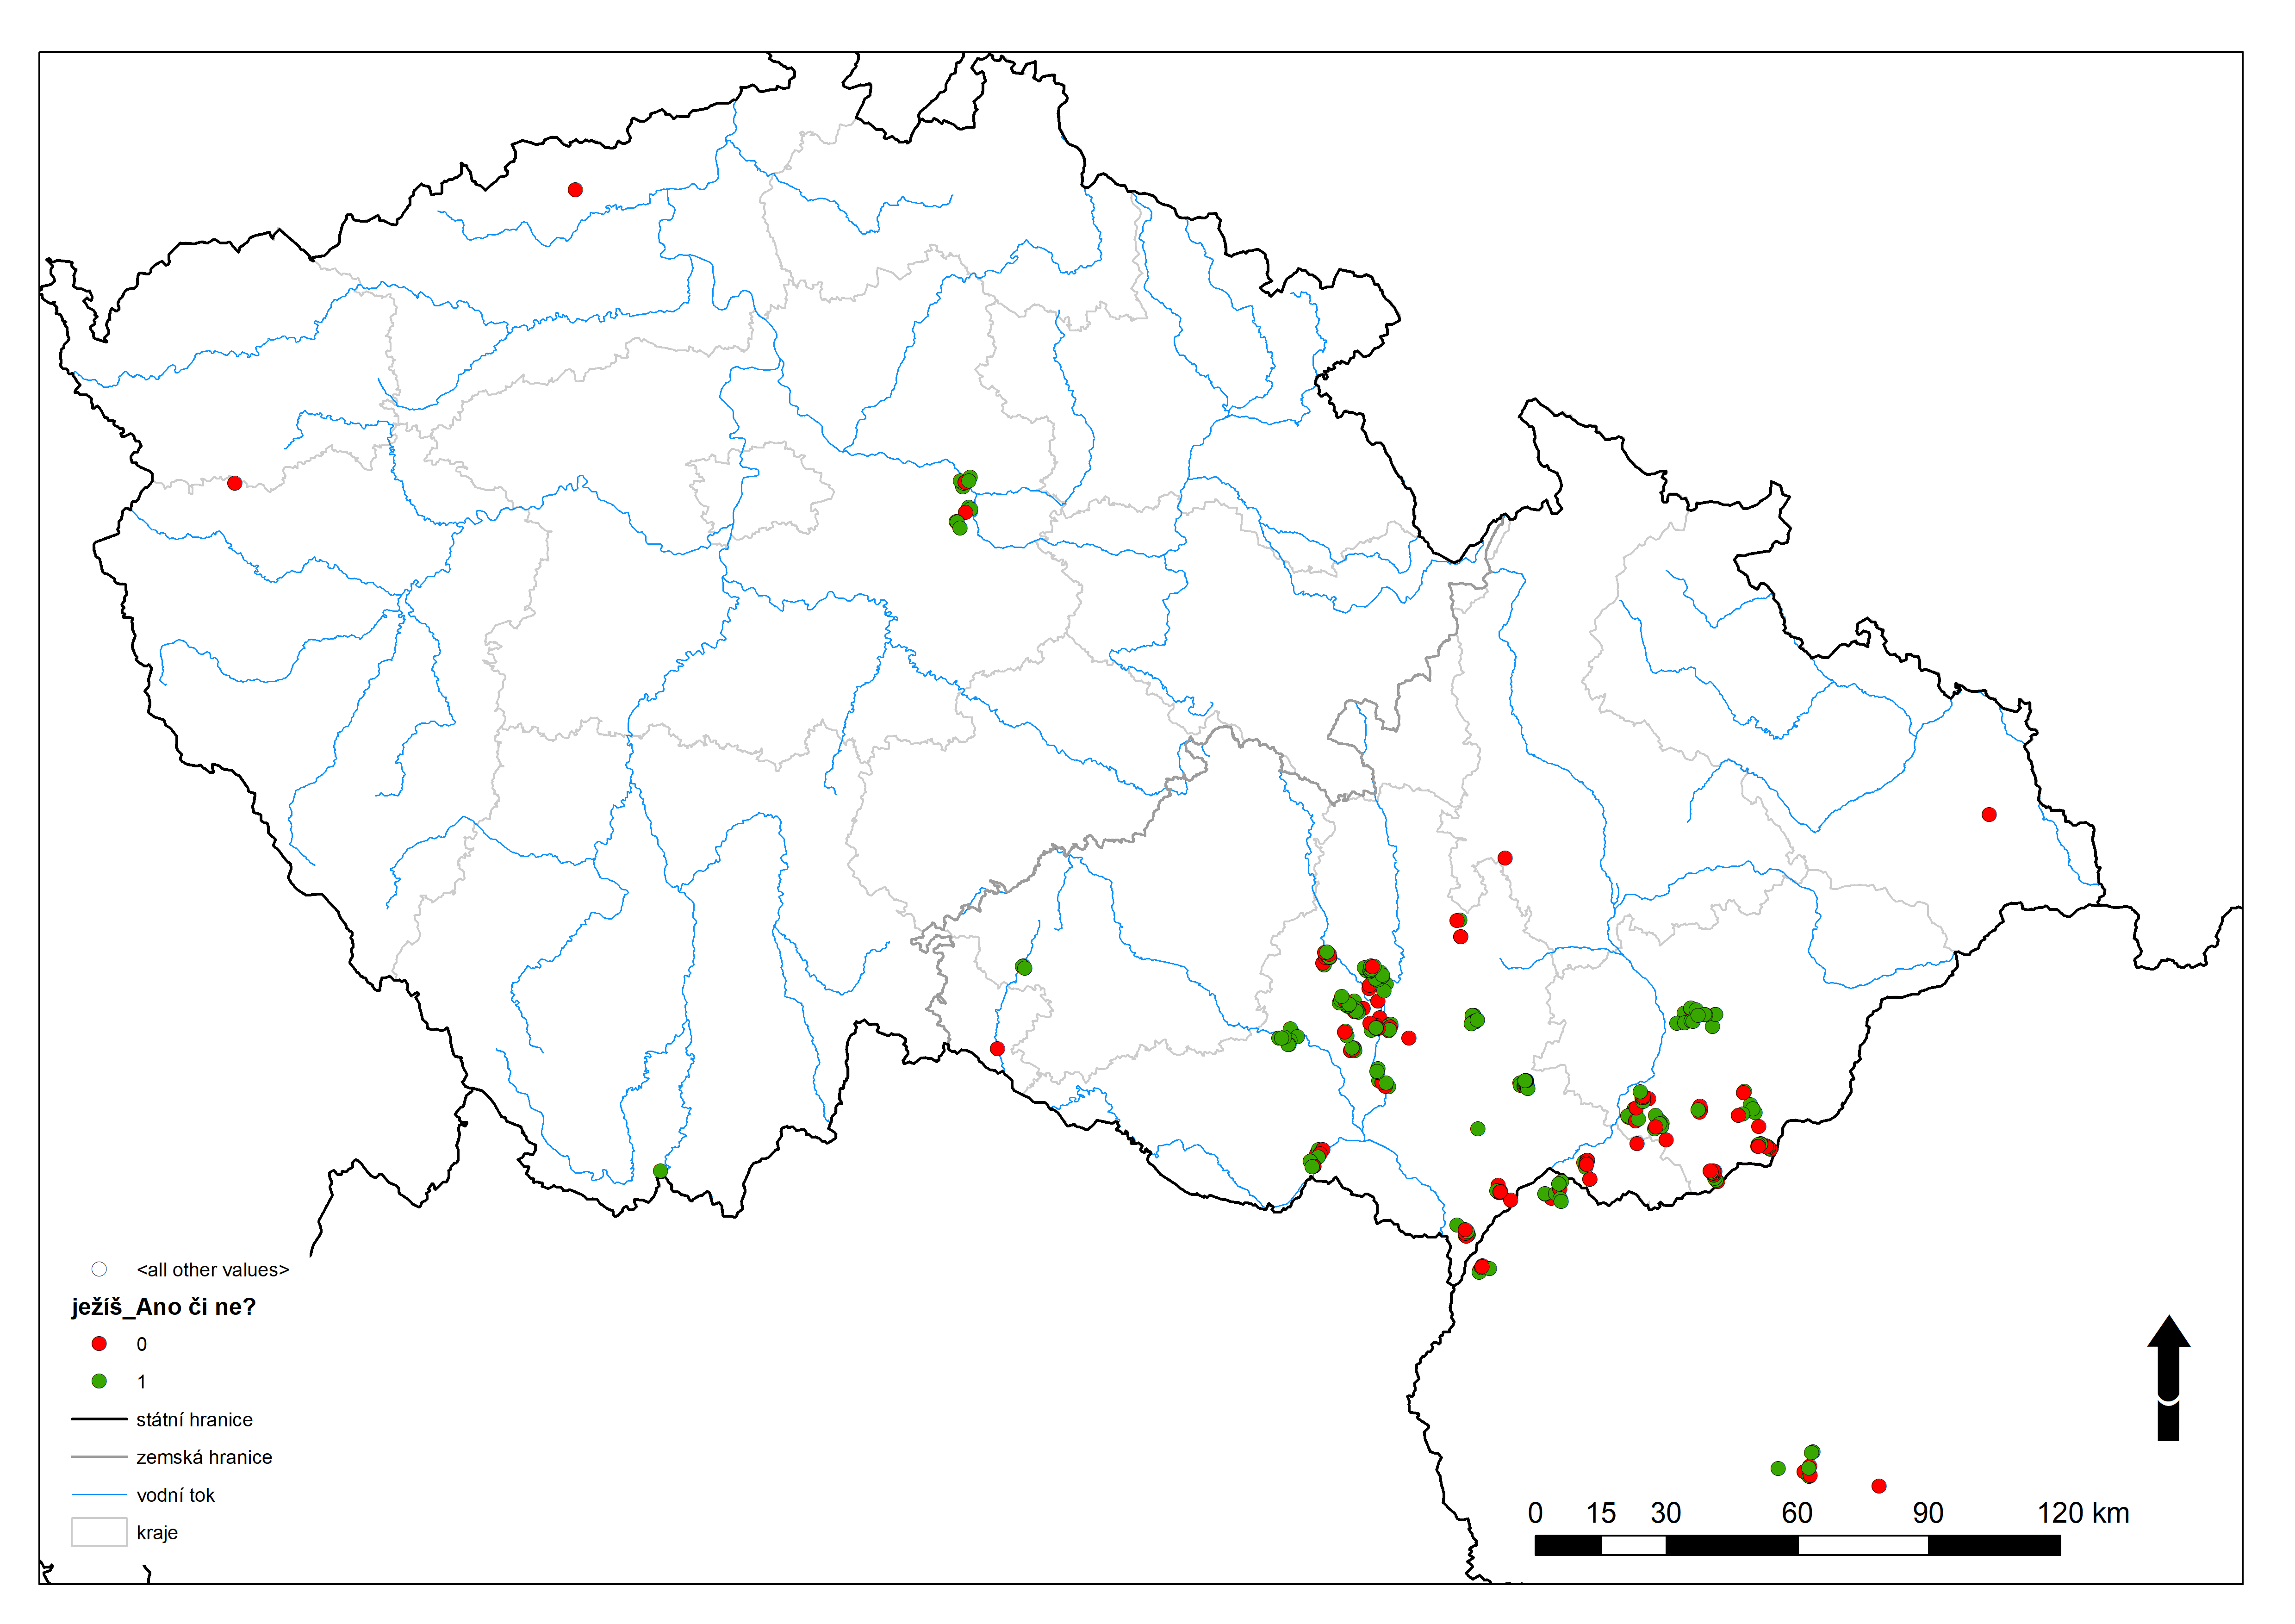 <all other values>
ježíš_Ano či ne?
0
1
státní hranice
zemská hranice
vodní tok
kraje
0 15 30 60 90 120 km